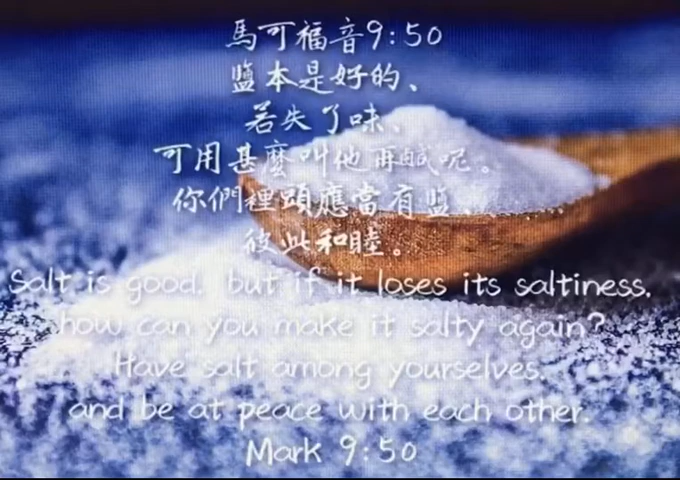 馬可福音9:50
鹽本是好的、
若失了味、
可用甚麼叫他再鹹呢。
你們裡頭應當有盐、
彼此和睦。
Salt is good, but if it loses its saltiness,
how can you make it salty again?
Have salt among yourselves,
and be at peace with each other.
Mark 9:50